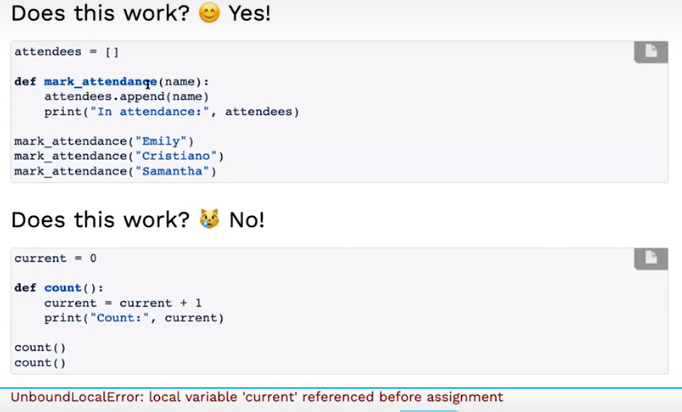 Does this work? 😊 Yes!
attendees = []
def mark_attendance(name):
    attendees.append(name)
    print("In attendance:", attendees)
mark_attendance("Emily")
mark_attendance("Cristiano")
mark_attendance("Samantha")
Does this work? 😿 No!
current = 0
def count():
    current = current + 1
    print("Count:", current)
count()
count()
UnboundLocalError: local variable 'current' referenced before assignment